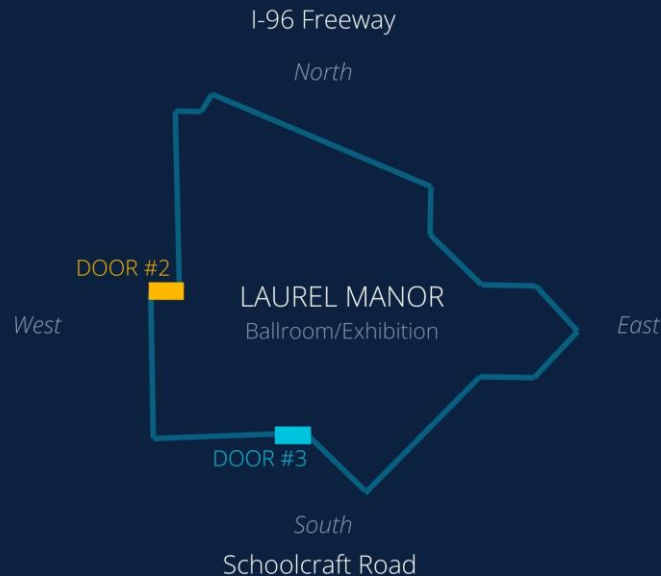 I-96 Freeway
North
DOOR #2
LAUREL MANOR
West
Ballroom/Exhibition
East
DOOR #3
South
Schoolcraft Road